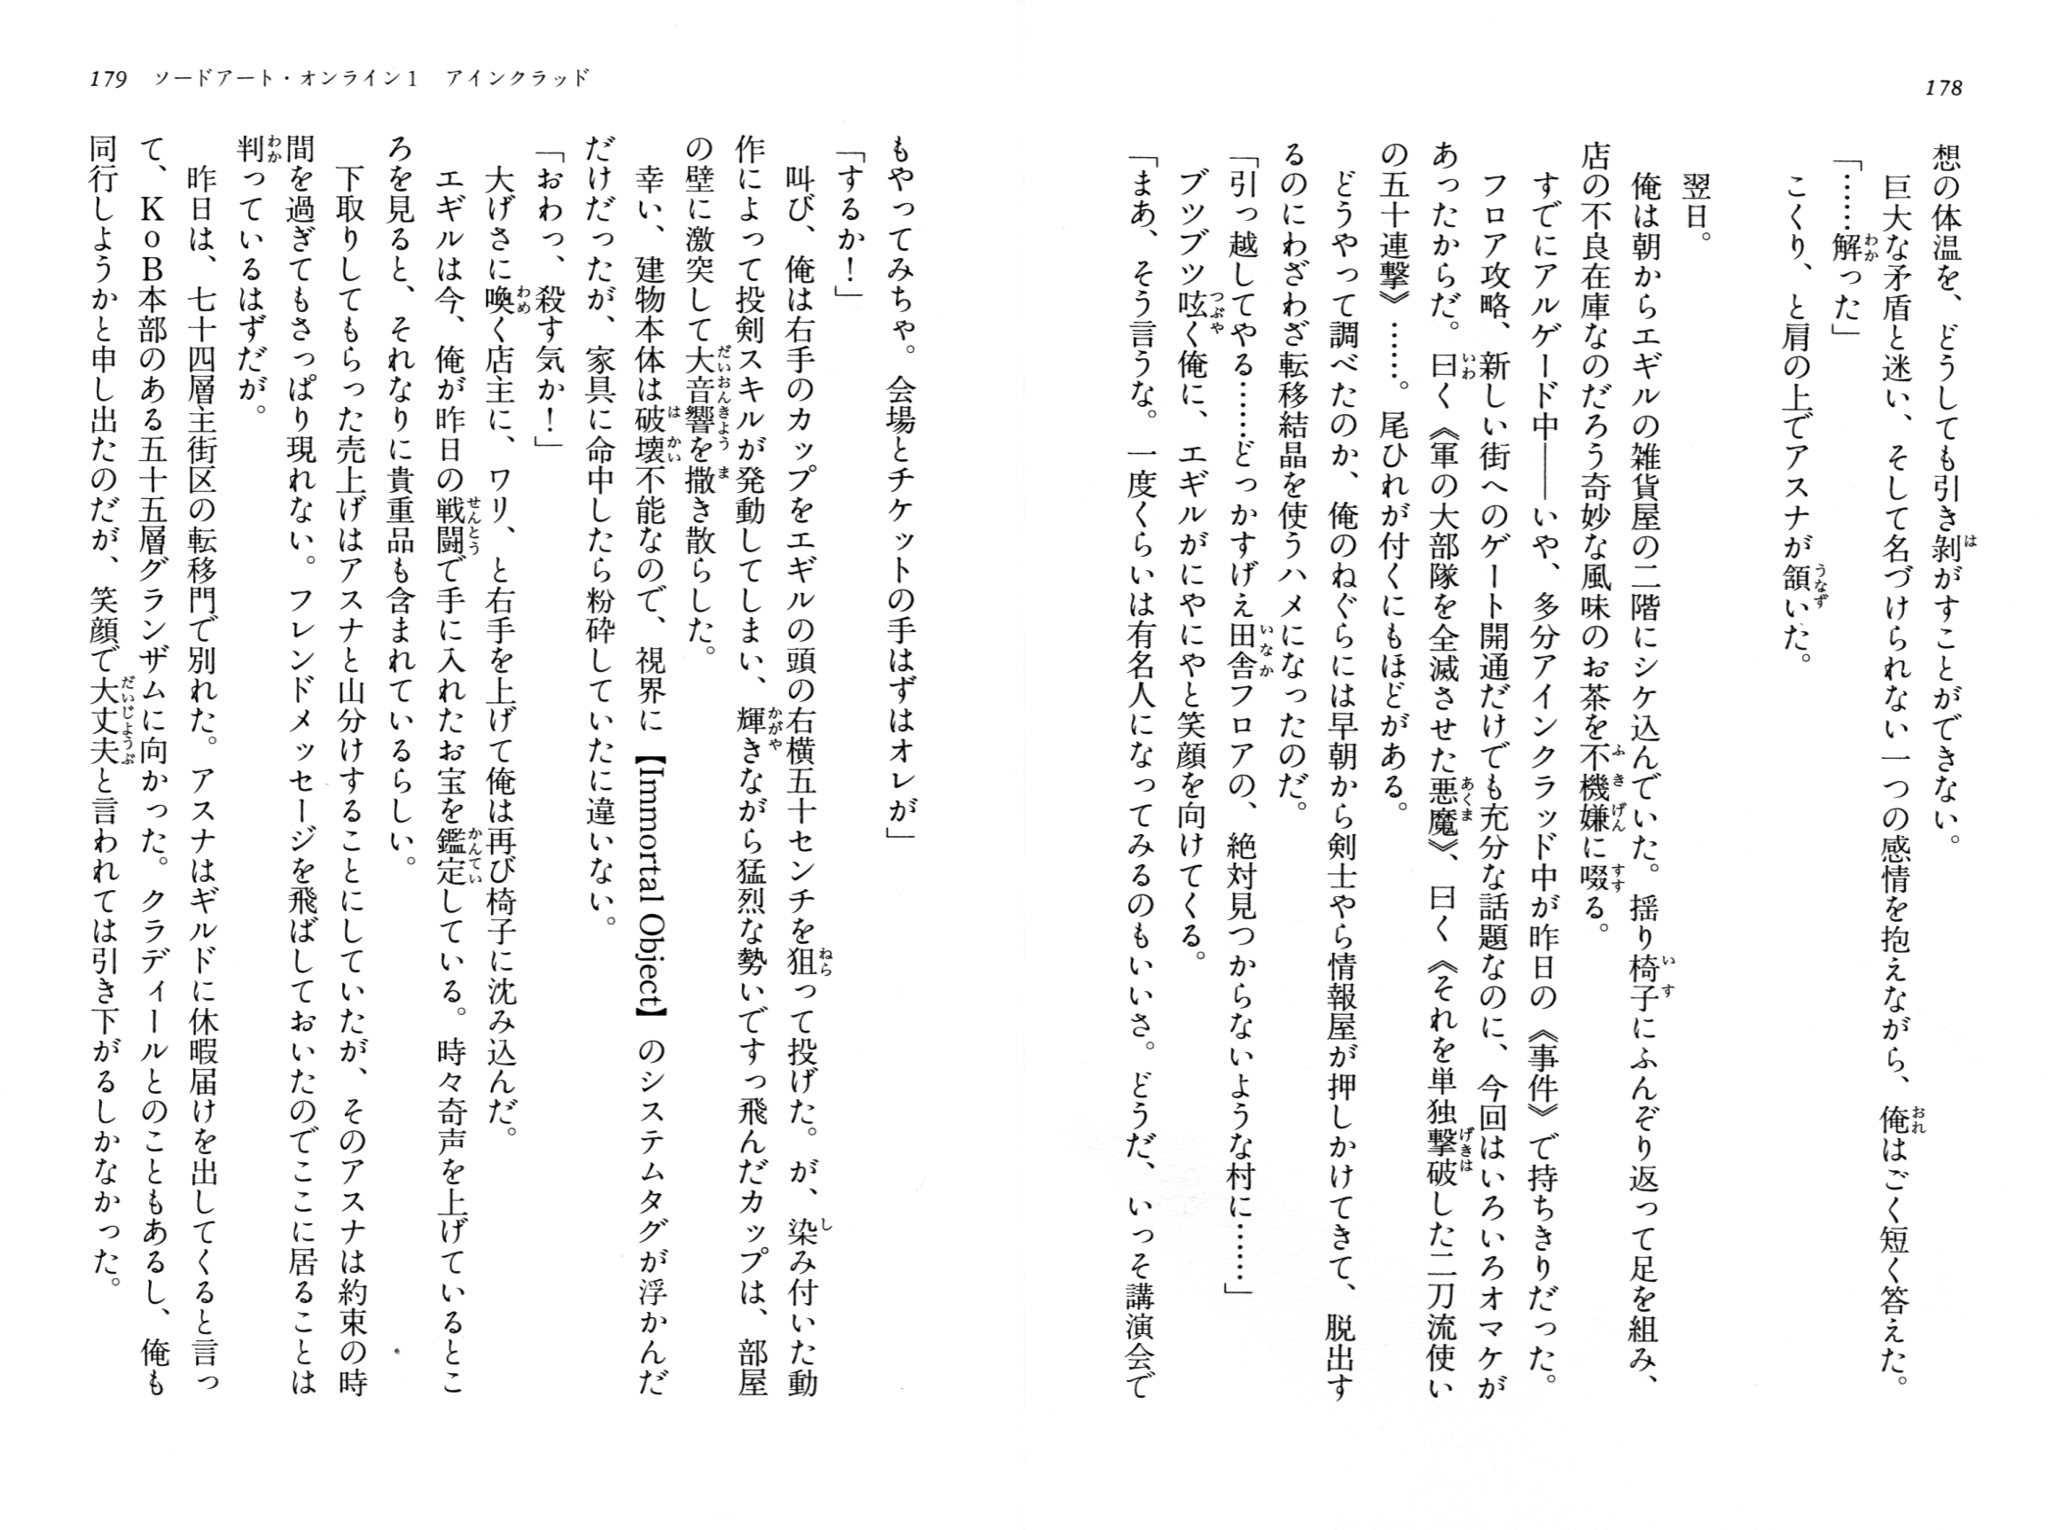 178
想の体温を、どうしても引き剝がすことができない。
巨大な矛盾と迷い、そして名づけられない一つの感情を抱えながら、俺はごく短く答えた。
「……解った」
こくり、と肩の上でアスナが頷いた。
翌日。
俺は朝からエギルの雑貨屋の二階にシケ込んでいた。揺り椅子にふんぞり返って足を組み、
店の不良在庫なのだろう奇妙な風味のお茶を不機嫌に啜る。
すでにアルゲード中――いや、多分アインクラッド中が昨日の《事件》で持ちきりだった。
フロア攻略、新しい街へのゲート開通だけでも充分な話題なのに、今回はいろいろオマケが
あったからだ。曰く《軍の大部隊を全滅させた悪魔》、曰く《それを単独撃破した二刀流使い
の五十連撃》……。尾ひれが付くにもほどがある。
どうやって調べたのか、俺のねぐらには早朝から剣士やら情報屋が押しかけてきて、脱出す
るのにわざわざ転移結晶を使うハメになったのだ。
「引っ越してやる……どっかすげえ田舎フロアの、絶対見つからないような村に……」
ブツブツ呟く俺に、エギルがにやにやと笑顔を向けてくる。
「まあ、そう言うな。一度くらいは有名人になってみるのもいいさ。どうだ、いっそ講演会で
179 ソードアート・オンライン1 アインクラッド
もやってみちゃ。会場とチケットの手はずはオレが」
「するか！」
叫び、俺は右手のカップをエギルの頭の右横五十センチを狙って投げた。が、染み付いた動
作によって投剣スキルが発動してしまい、輝きながら猛烈な勢いですっ飛んだカップは、部屋
の壁に激突して大音響を撒き散らした。
幸い、建物本体は破壊不能なので、視界に【Immortal Object】のシステムタグが浮かんだ
だけだったが、家具に命中したら粉砕していたに違いない。
「おわっ、殺す気か！」
大げさに喚く店主に、ワリ、と右手を上げて俺は再び椅子に沈み込んだ。
エギルは今、俺が昨日の戦闘で手に入れたお宝を鑑定している。時々奇声を上げているとこ
ろを見ると、それなりに貴重品も含まれているらしい。
下取りしてもらった売上げはアスナと山分けすることにしていたが、そのアスナは約束の時
間を過ぎてもさっぱり現れない。フレンドメッセージを飛ばしておいたのでここに居ることは
判っているはずだが。
昨日は、七十四層主街区の転移門で別れた。アスナはギルドに休暇届けを出してくると言っ
て、KoB本部のある五十五層グランザムに向かった。クラディールとのこともあるし、俺も
同行しようかと申し出たのだが、笑顔で大丈夫と言われては引き下がるしかなかった。